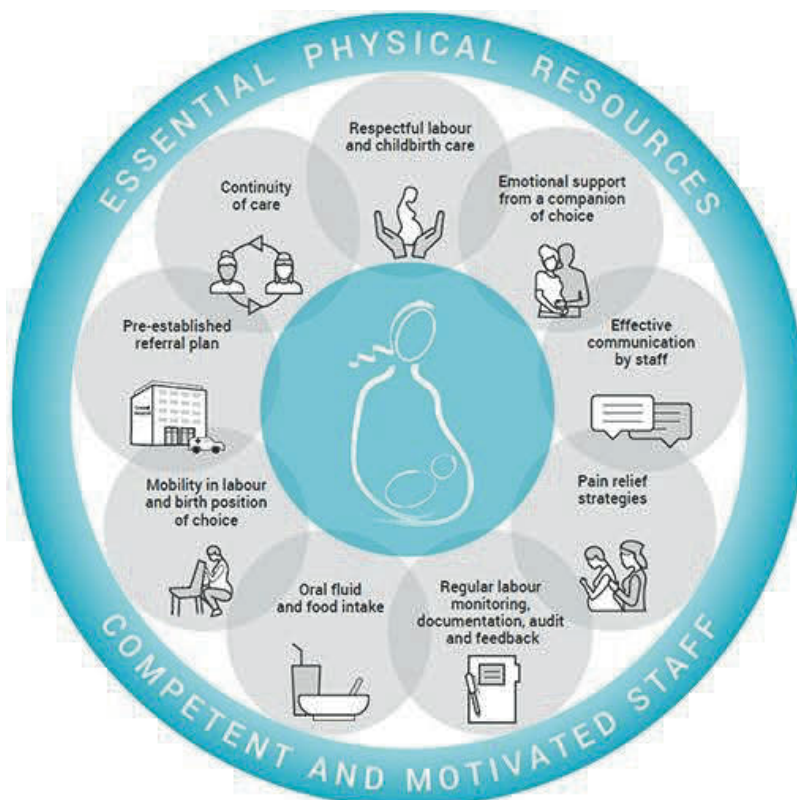 ESSENTIAL PHYSICAL RESOURCES
Respectful labour
and childbirth care
Emotional support
from a companion
of choice
Effective
communication
by staff
Pain relief
strategies
Regular labour
monitoring,
documentation, audit
and feedback
Oral fluid
and food intake
Mobility in labour
and birth position
of choice
Pre-established
referral plan
Continuity
of care
COMPETENT AND MOTIVATED STAFF